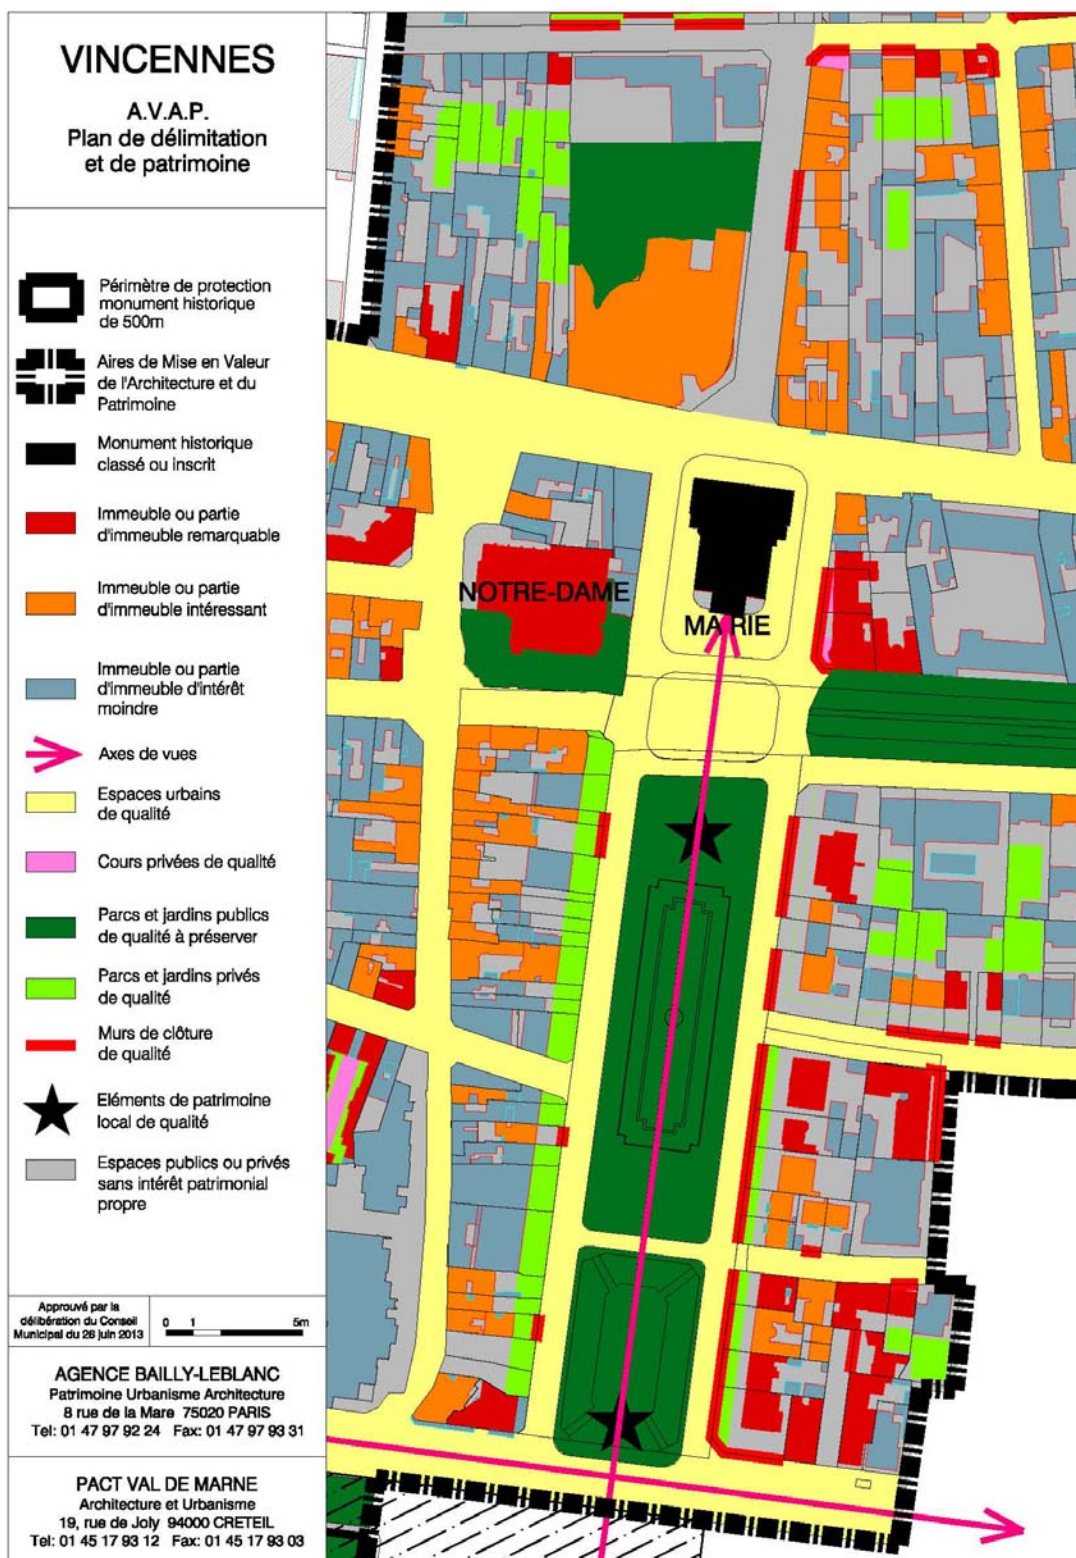 VINCENNES
A.V.A.P.
Plan de délimitation
et de patrimoine
Périmètre de protection
monument historique
de 500m
Aires de Mise en Valeur
de l'Architecture et du
Patrimoine
Monument historique
classé ou inscrit
Immeuble ou partie
d'immeuble remarquable
Immeuble ou partie
d'immeuble intéressant
Immeuble ou partie
d'immeuble d'intérêt
moindre
Axes de vues
Espaces urbains
de qualité
Cours privées de qualité
Parcs et jardins publics
de qualité à préserver
Parcs et jardins privés
de qualité
Murs de clôture
de qualité
Eléments de patrimoine
local de qualité
Espaces publics ou privés
sans intérêt patrimonial
propre
Approuvé par la
délibération du Conseil
Municipal du 26 juin 2013
0 1 5m
AGENCE BAILLY-LEBLANC
Patrimoine Urbanisme Architecture
8 rue de la Mare 75020 PARIS
Tel: 01 47 97 92 24 Fax: 01 47 97 93 31
PACT VAL DE MARNE
Architecture et Urbanisme
19, rue de Joly 94000 CRETEIL
Tel: 01 45 17 93 12 Fax: 01 45 17 93 03
NOTRE-DAME
MAIRIE